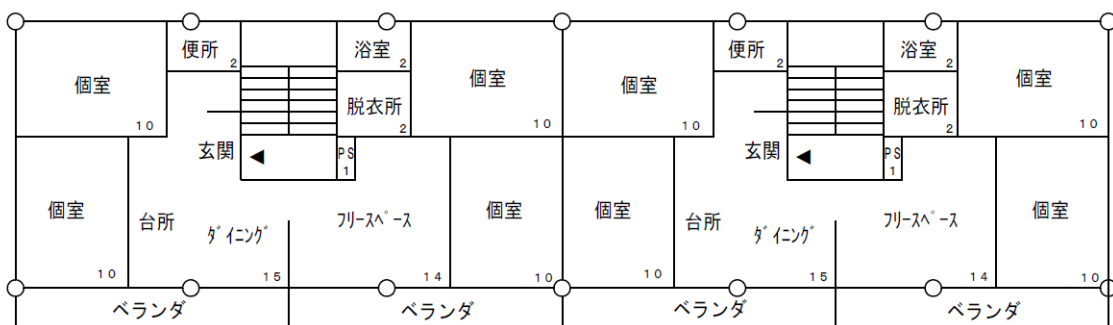 便所 2
浴室 2
便所 2
浴室 2
個室 10
個室 10
個室 10
個室 10
脱衣所 2
脱衣所 2
玄関 ◀
PS 1
玄関 ◀
PS 1
個室 10
台所
ﾀﾞｲﾆﾝｸﾞ 15
ﾌﾘｰｽﾍﾟｰｽ 14
個室 10
個室 10
台所
ﾀﾞｲﾆﾝｸﾞ 15
ﾌﾘｰｽﾍﾟｰｽ 14
個室 10
ベランダ
ベランダ
ベランダ
ベランダ